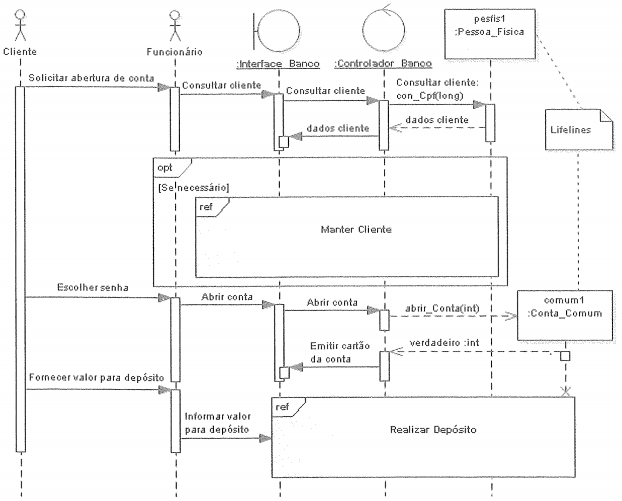 pesfis1
:Pessoa_Fisica
Cliente
Funcionário
:Interface_Banco
:Controlador_Banco
Solicitar abertura de conta
Consultar cliente
Consultar cliente
Consultar cliente:
con_Cpf(long)
dados cliente
dados cliente
Lifelines
opt
[Se necessário]
ref
Manter Cliente
Escolher senha
Abrir conta
Abrir conta
abrir_Conta(int)
comum1
:Conta_Comum
Emitir cartão
da conta
verdadeiro :int
Fornecer valor para depósito
ref
Informar valor
para depósito
Realizar Depósito